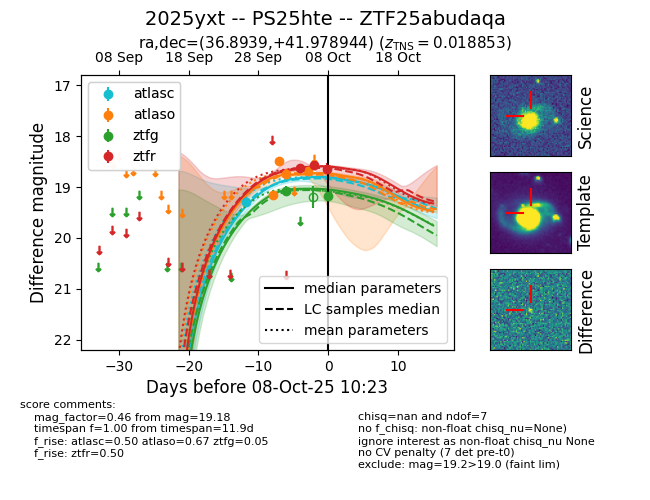 2025yxt -- PS25hte -- ZTF25abudaqa
ra,dec=(36.8939,+41.978944) (z_TNS = 0.018853)
08 Sep 18 Sep 28 Sep 08 Oct 18 Oct
atlasc
atlaso
ztfg
ztfr
17
18
19
20
21
22
Difference magnitude
median parameters
LC samples median
mean parameters
−30 −20 −10 0 10
Days before 08-Oct-25 10:23
Science
Template
Difference
score comments:
mag_factor=0.46 from mag=19.18
timespan f=1.00 from timespan=11.9d
f_rise: atlasc=0.50 atlaso=0.67 ztfg=0.05
f_rise: ztfr=0.50
chisq=nan and ndof=7
no f_chisq: non-float chisq_nu=None)
ignore interest as non-float chisq_nu None
no CV penalty (7 det pre-t0)
exclude: mag=19.2>19.0 (faint lim)